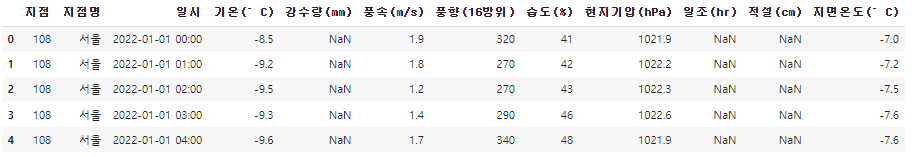 지점 지점명 일시 기온(° C) 강수량(mm) 풍속(m/s) 풍향(16방위) 습도(%) 현지기압(hPa) 일조(hr) 적설(cm) 지면온도(° C)
0 108 서울 2022-01-01 00:00 -8.5 NaN 1.9 320 41 1021.9 NaN NaN -7.0
1 108 서울 2022-01-01 01:00 -9.2 NaN 1.8 270 42 1022.2 NaN NaN -7.2
2 108 서울 2022-01-01 02:00 -9.5 NaN 1.2 270 43 1022.3 NaN NaN -7.5
3 108 서울 2022-01-01 03:00 -9.3 NaN 1.4 290 46 1022.6 NaN NaN -7.6
4 108 서울 2022-01-01 04:00 -9.6 NaN 1.7 340 48 1021.9 NaN NaN -7.6